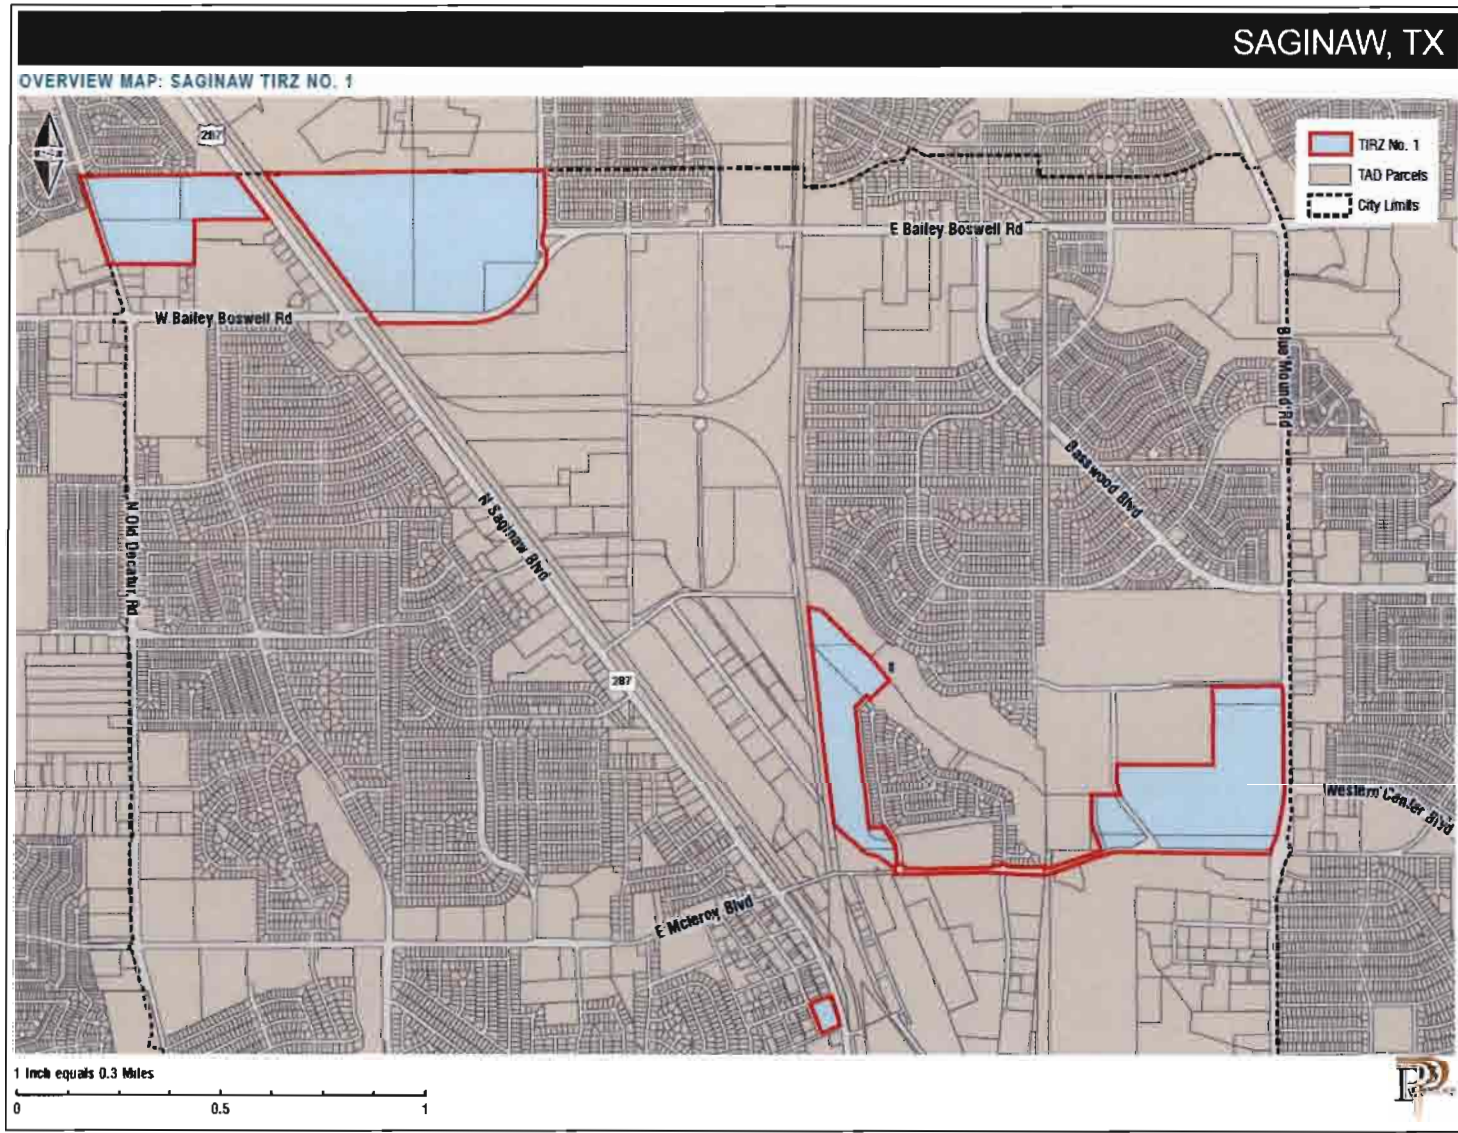 SAGINAW, TX
OVERVIEW MAP: SAGINAW TIRZ NO. 1
287
TIRZ No. 1
TAD Parcels
City Limits
E Bailey Boswell Rd
W Bailey Boswell Rd
Blue Mound Rd
Basswood Blvd
N Saginaw Blvd
N Old Decatur Rd
287
Western Center Blvd
E Mcleroy Blvd
1 Inch equals 0.3 Miles
0 0.5 1